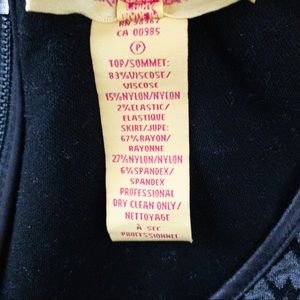 CA 00985
P
TOP/SOMMET:
83%VISCOSE/
VISCOSE
15%NYLON/NYLON
2%ELASTIC/
ELASTIQUE
SKIRT/JUPE:
67%RAYON/
RAYONNE
27%NYLON/NYLON
6%SPANDEX/
SPANDEX
PROFESSIONAL
DRY CLEAN ONLY/
NETTOYAGE
A SEC
PROFESSIONNEL